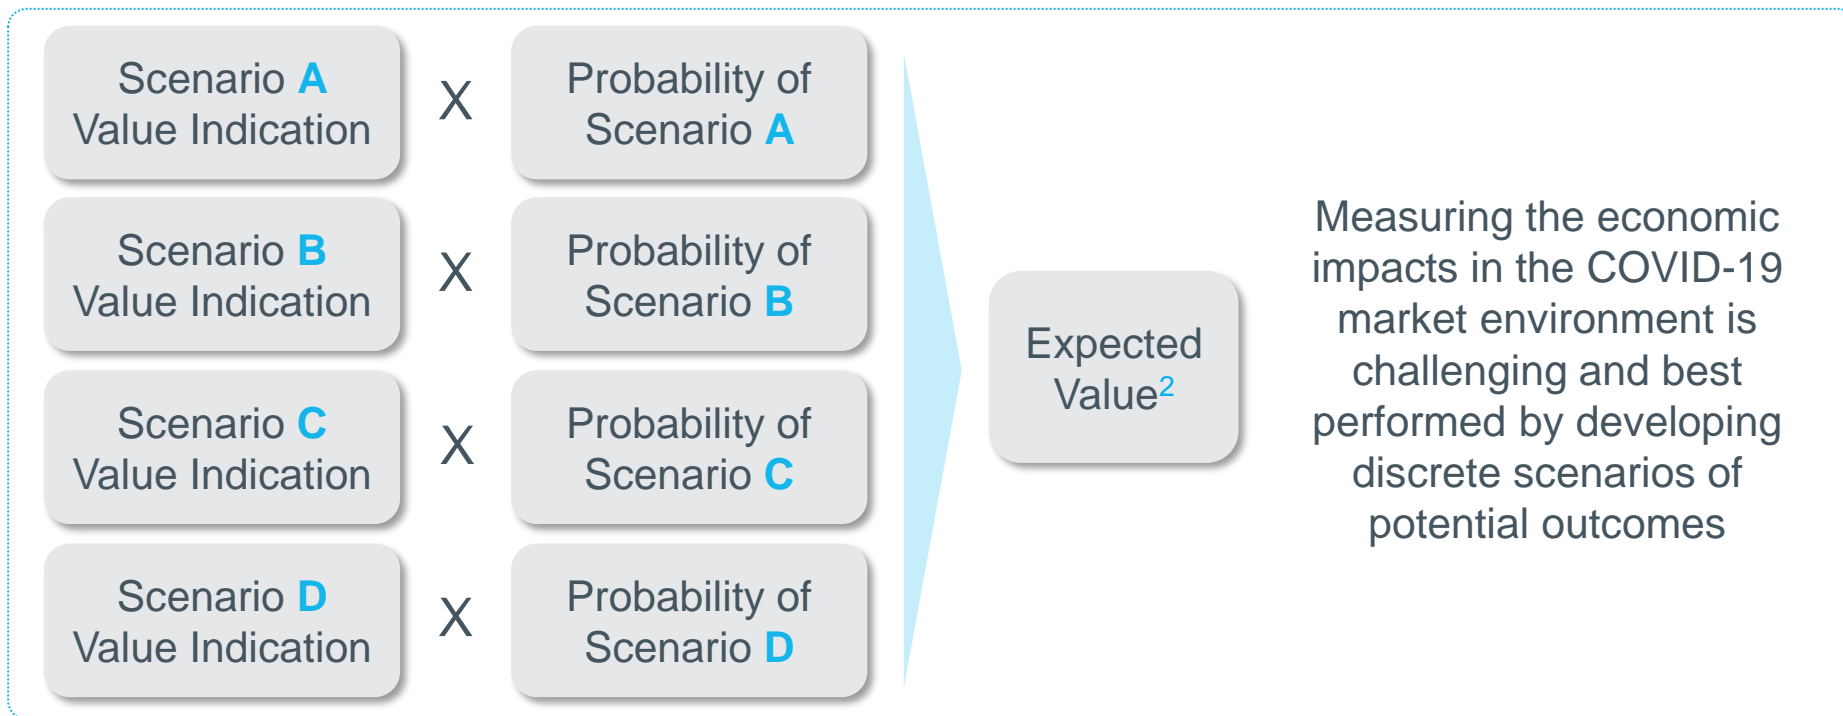 Scenario A
Value Indication
X
Probability of
Scenario A
Scenario B
Value Indication
X
Probability of
Scenario B
Scenario C
Value Indication
X
Probability of
Scenario C
Scenario D
Value Indication
X
Probability of
Scenario D
Expected
Value²
Measuring the economic
impacts in the COVID-19
market environment is
challenging and best
performed by developing
discrete scenarios of
potential outcomes